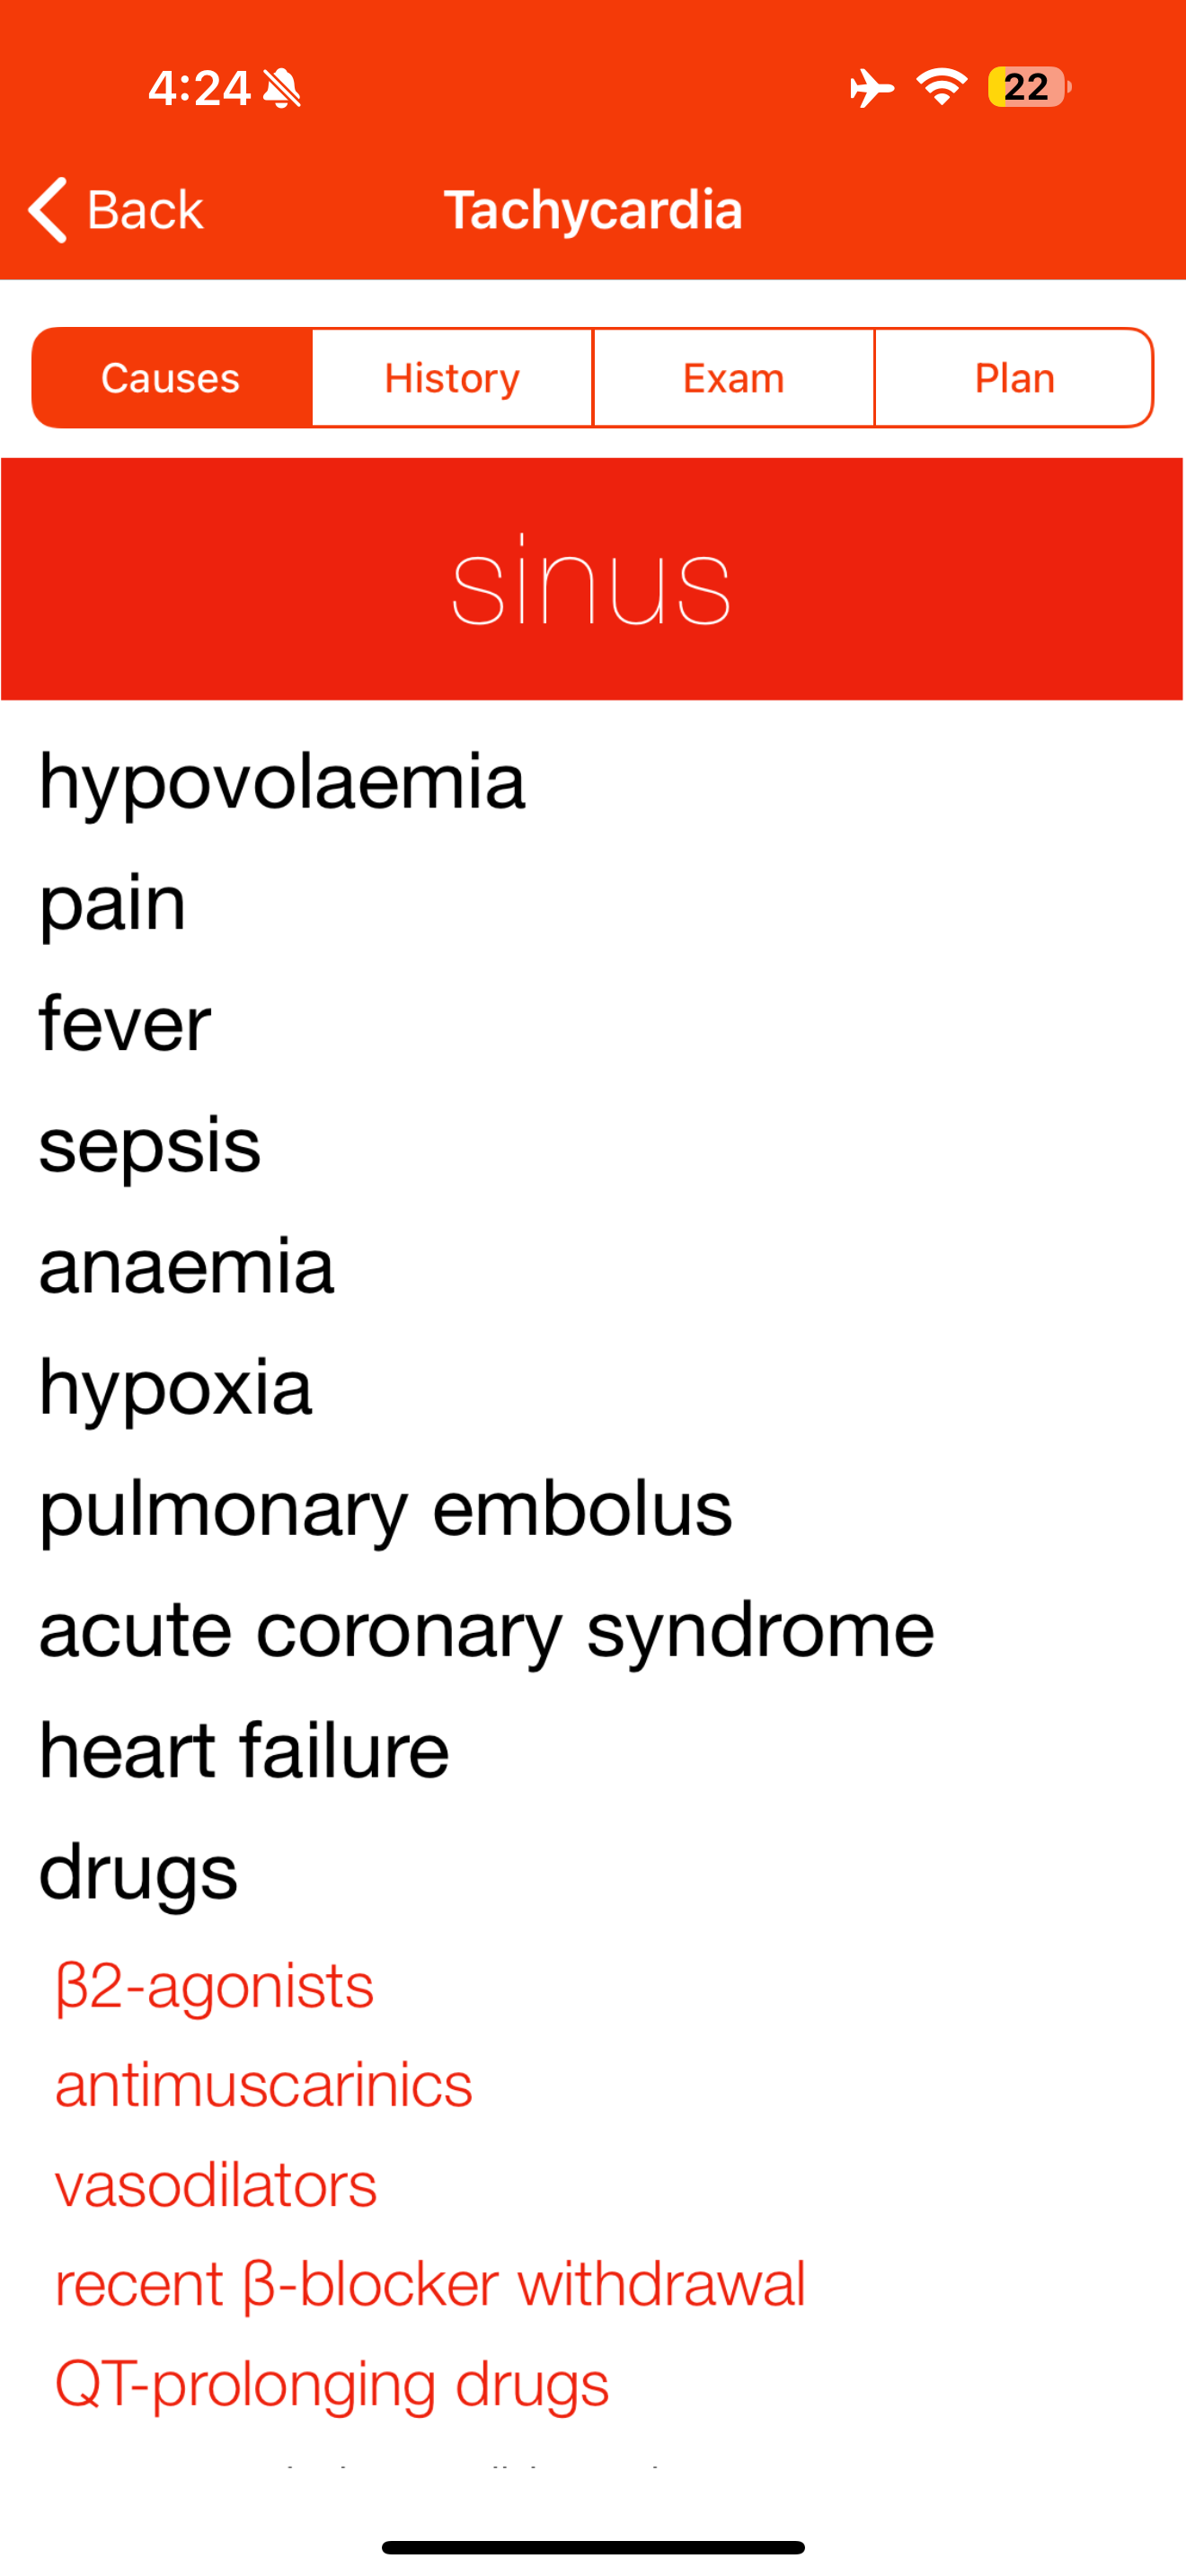 4:24
22
Back
Tachycardia
Causes
History
Exam
Plan
sinus
hypovolaemia
pain
fever
sepsis
anaemia
hypoxia
pulmonary embolus
acute coronary syndrome
heart failure
drugs
β2-agonists
antimuscarinics
vasodilators
recent β-blocker withdrawal
QT-prolonging drugs